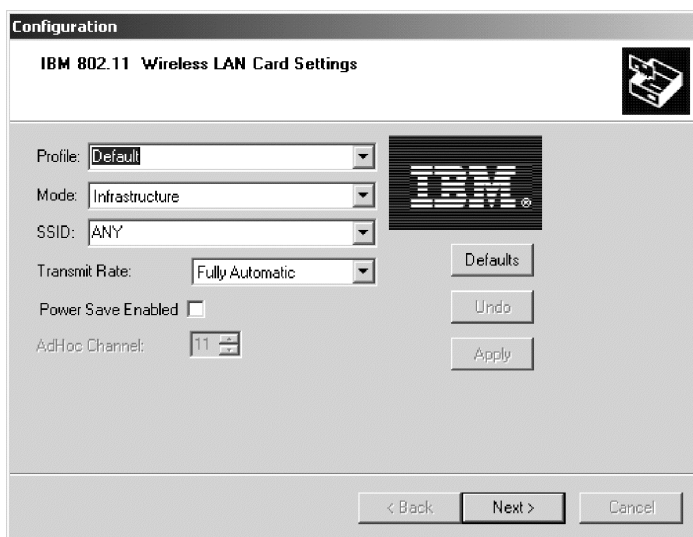 Configuration
IBM 802.11 Wireless LAN Card Settings
Profile: Default
IBM®
Mode: Infrastructure
SSID: ANY
Transmit Rate: Fully Automatic
Defaults
Power Save Enabled
Undo
AdHoc Channel: 11
Apply
< Back Next > Cancel